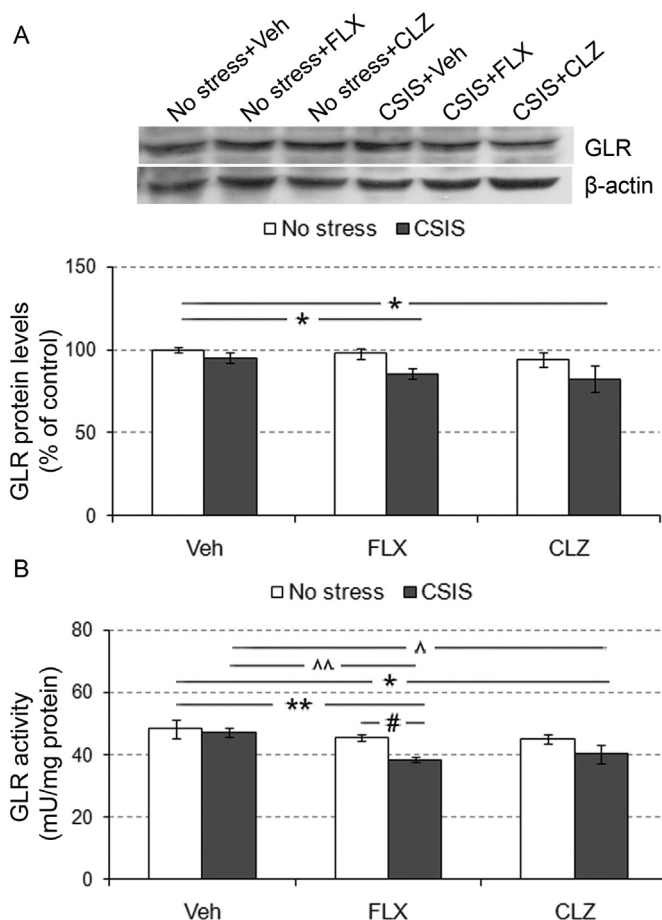 A
No stress+Veh
No stress+FLX
No stress+CLZ
CSIS+Veh
CSIS+FLX
CSIS+CLZ
GLR
β-actin
No stress CSIS
GLR protein levels
(% of control)
150
100
50
0
*
*
Veh FLX CLZ
B
No stress CSIS
GLR activity
(mU/mg protein)
80
60
40
20
0
^
^^
*
**
#
Veh FLX CLZ